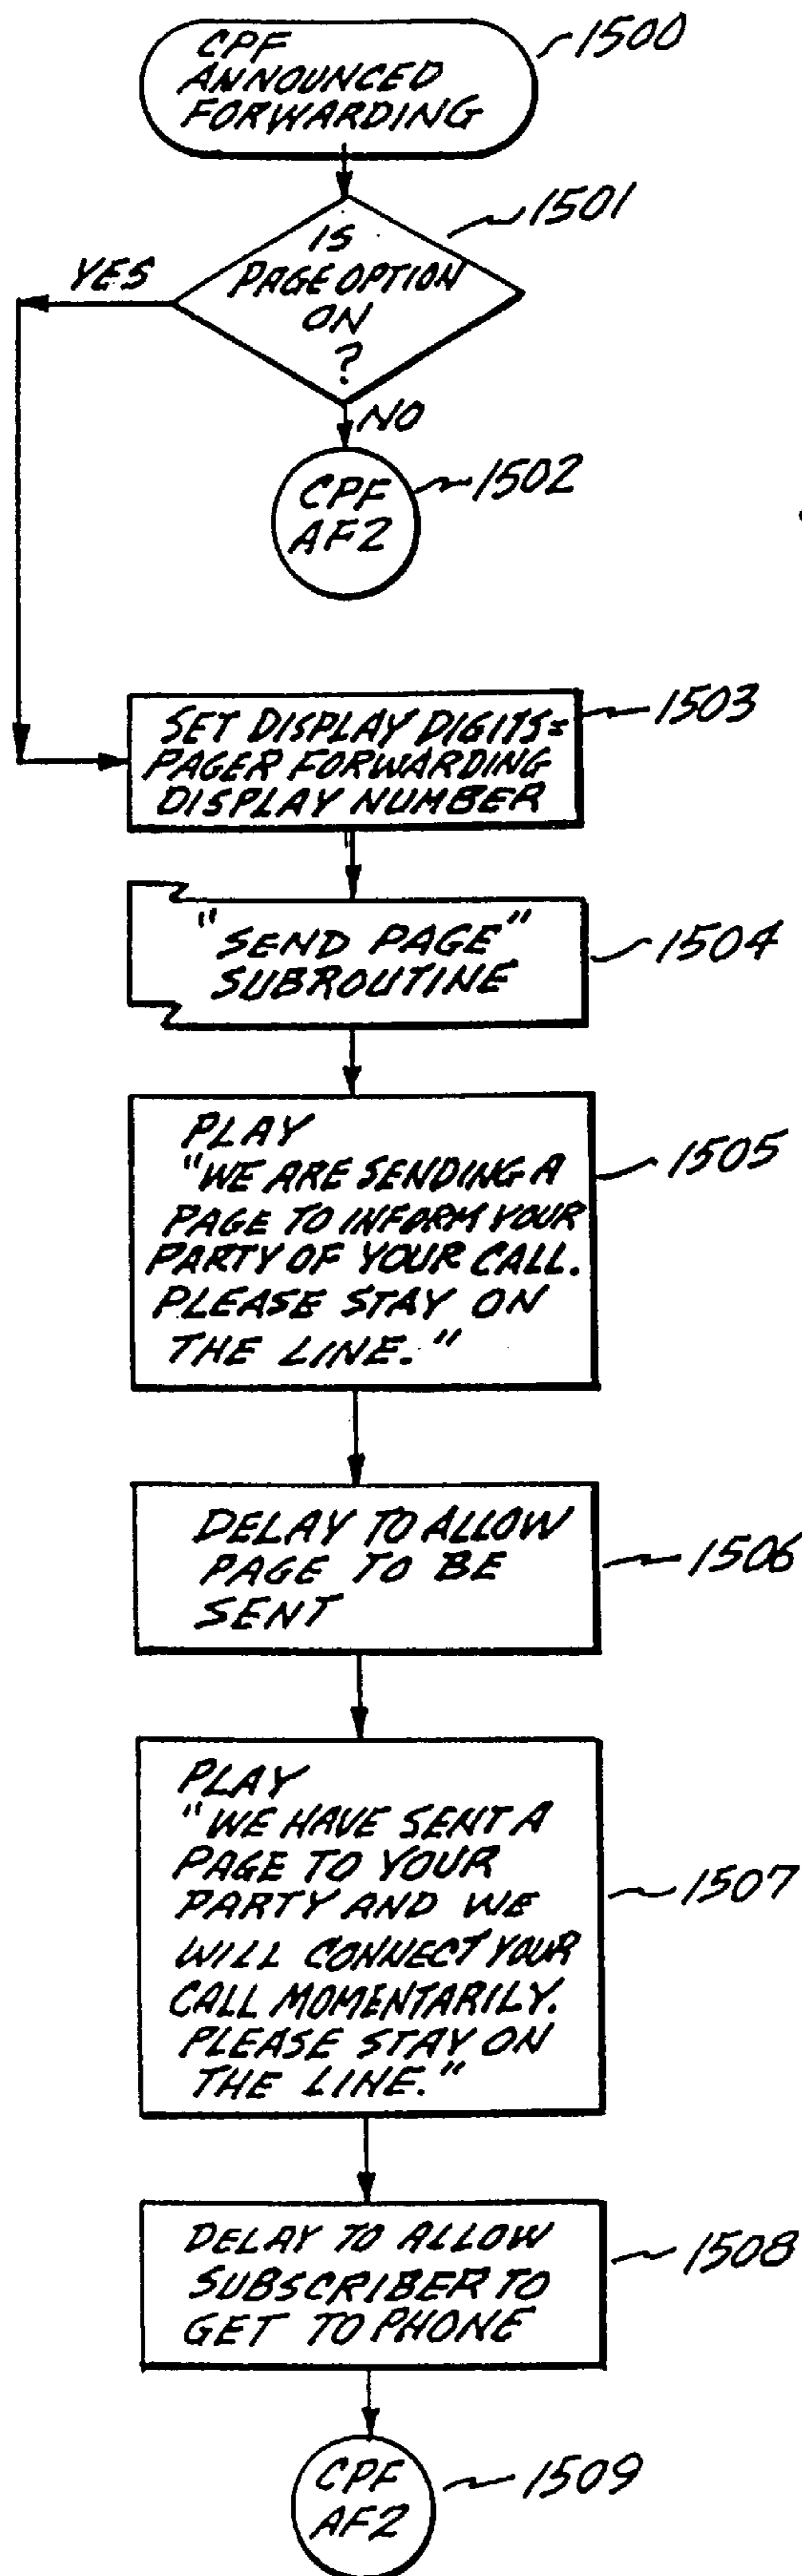 CPF
ANNOUNCED
FORWARDING
1500
IS
PAGE OPTION
ON
?
1501
YES
NO
CPF
AF2
1502
SET DISPLAY DIGITS=
PAGER FORWARDING
DISPLAY NUMBER
1503
"SEND PAGE"
SUBROUTINE
1504
PLAY
"WE ARE SENDING A
PAGE TO INFORM YOUR
PARTY OF YOUR CALL.
PLEASE STAY ON
THE LINE."
1505
DELAY TO ALLOW
PAGE TO BE
SENT
1506
PLAY
"WE HAVE SENT A
PAGE TO YOUR
PARTY AND WE
WILL CONNECT YOUR
CALL MOMENTARILY.
PLEASE STAY ON
THE LINE."
1507
DELAY TO ALLOW
SUBSCRIBER TO
GET TO PHONE
1508
CPF
AF2
1509